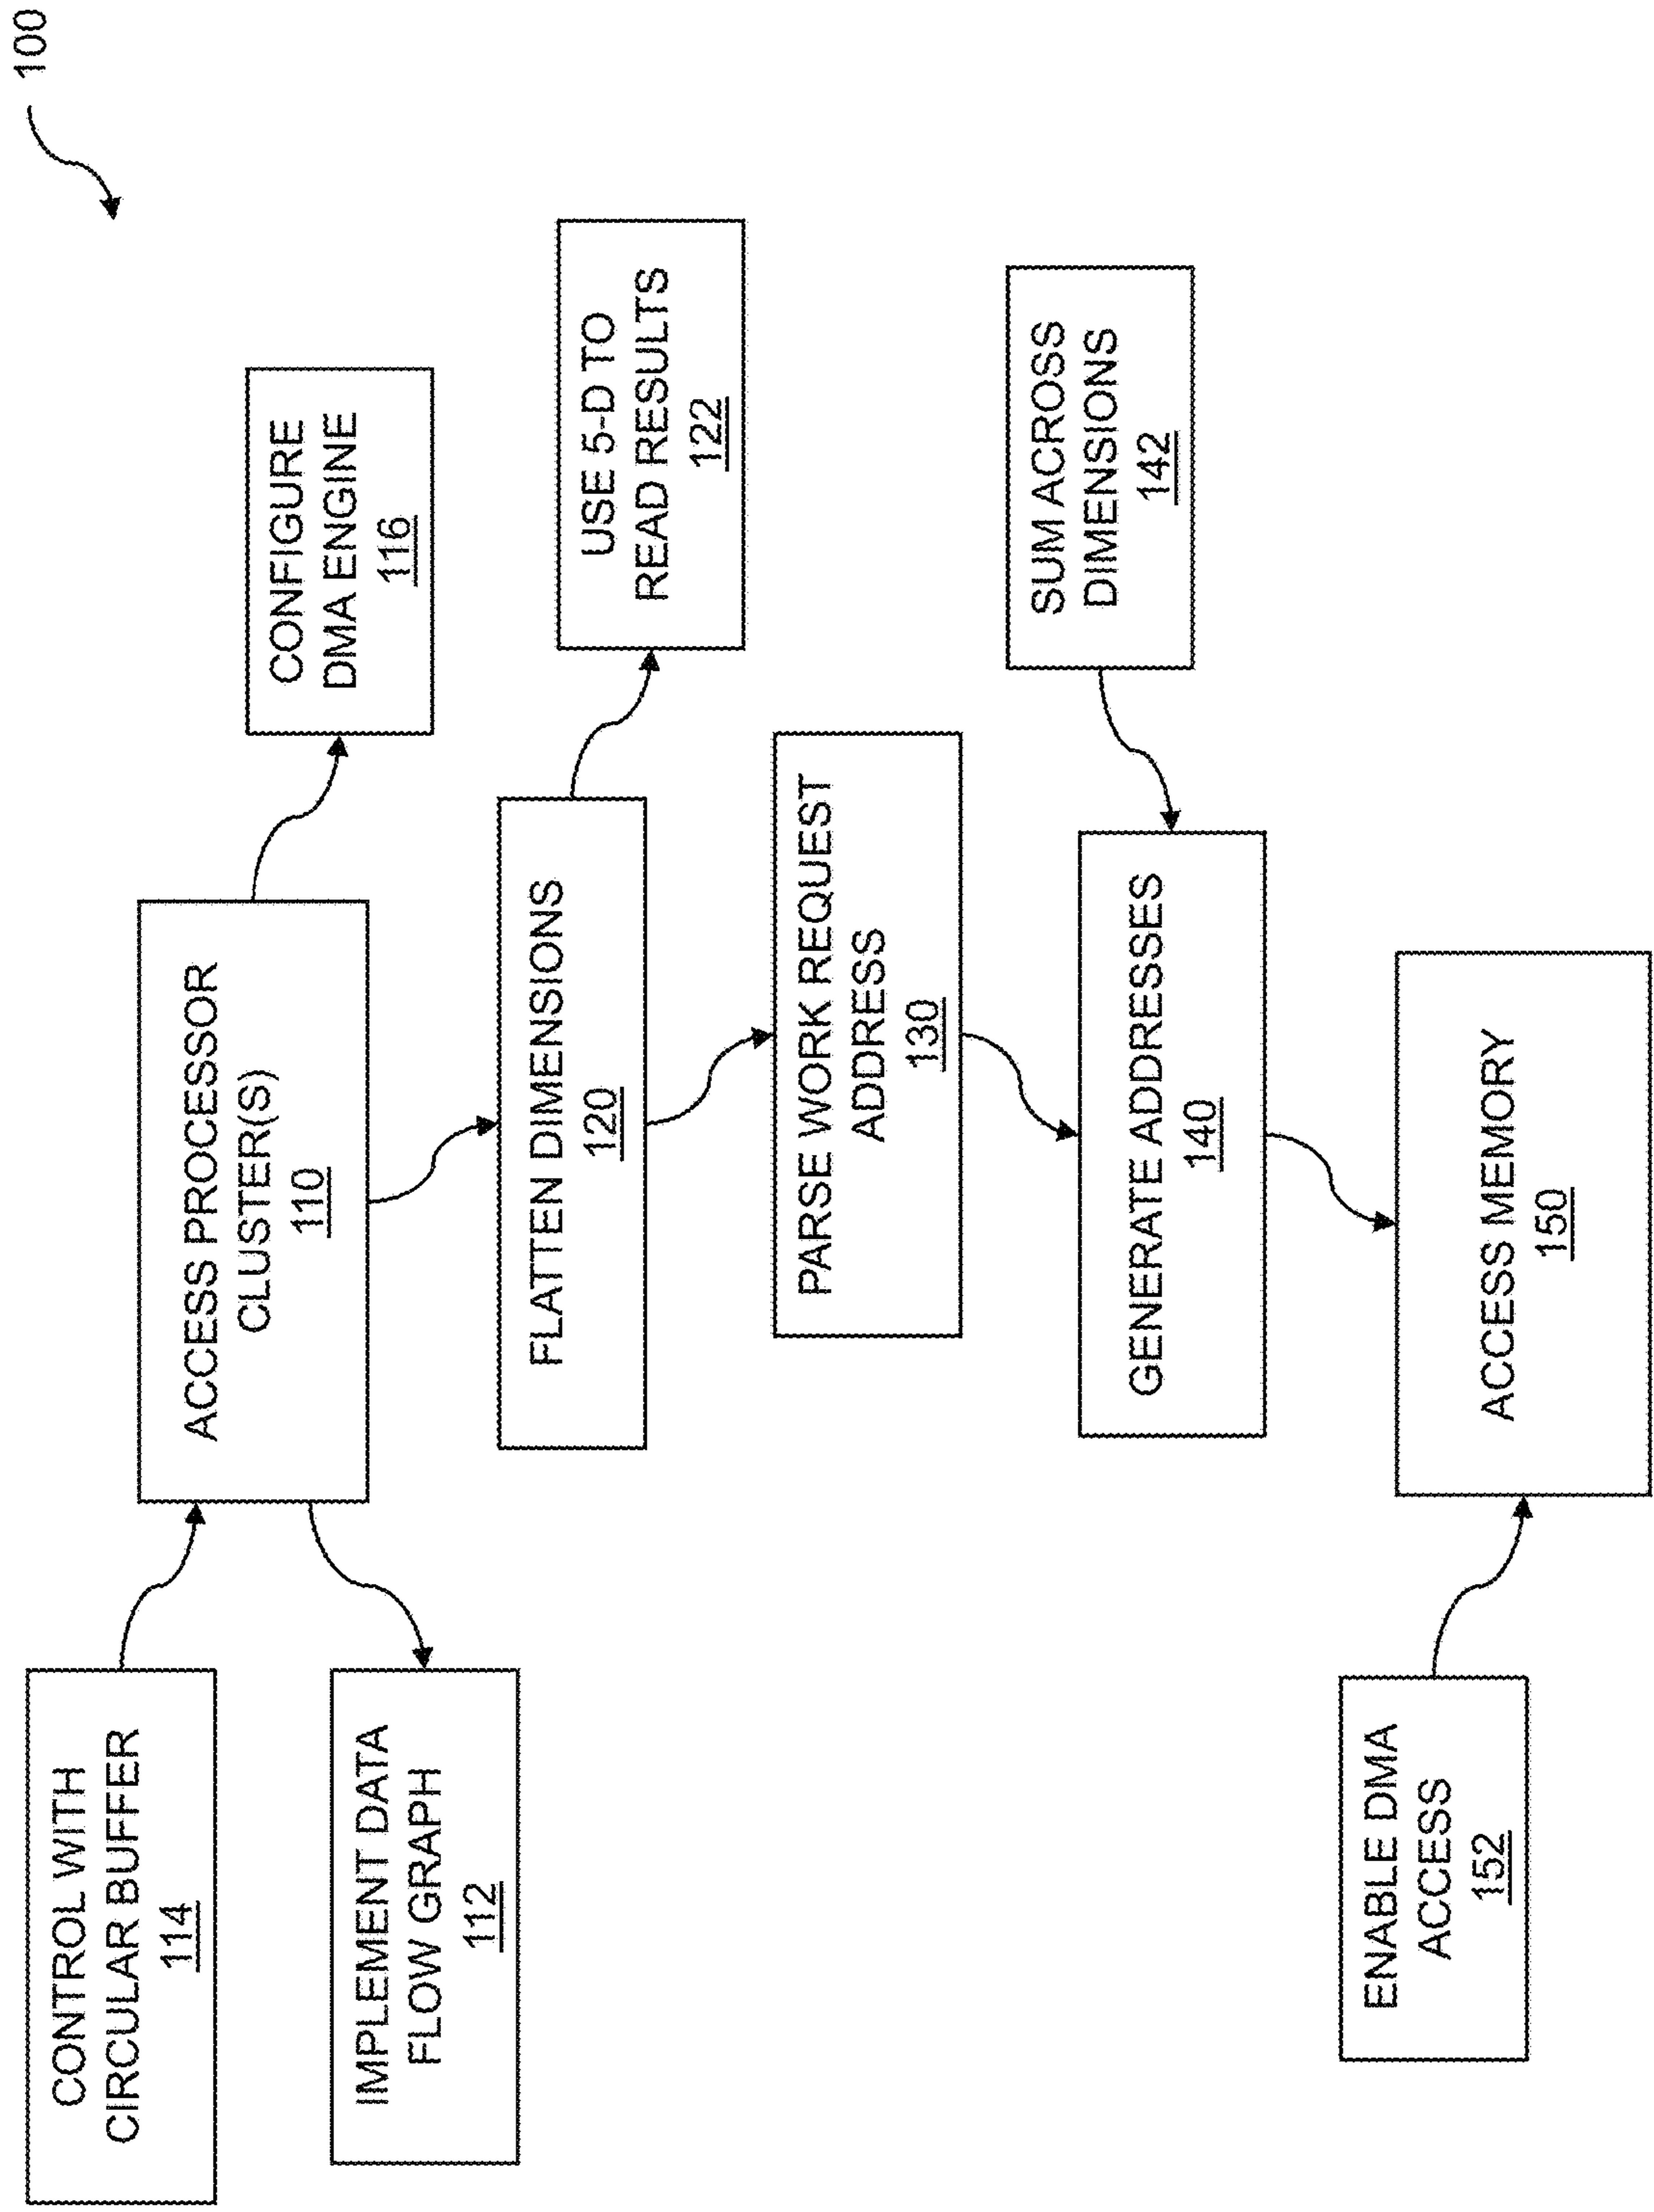 100
CONTROL WITH
CIRCULAR BUFFER
114
ACCESS PROCESSOR
CLUSTER(S)
110
CONFIGURE
DMA ENGINE
116
IMPLEMENT DATA
FLOW GRAPH
112
FLATTEN DIMENSIONS
120
USE 5-D TO
READ RESULTS
122
PARSE WORK REQUEST
ADDRESS
130
GENERATE ADDRESSES
140
SUM ACROSS
DIMENSIONS
142
ENABLE DMA
ACCESS
152
ACCESS MEMORY
150